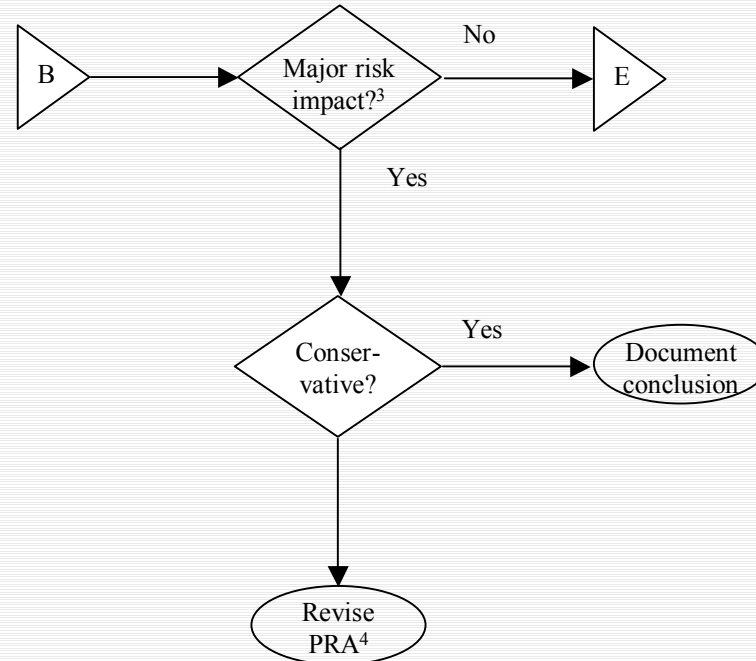 No
B
Major risk
impact?³
E
Yes
Conser-
vative?
Yes
Document
conclusion
Revise
PRA⁴